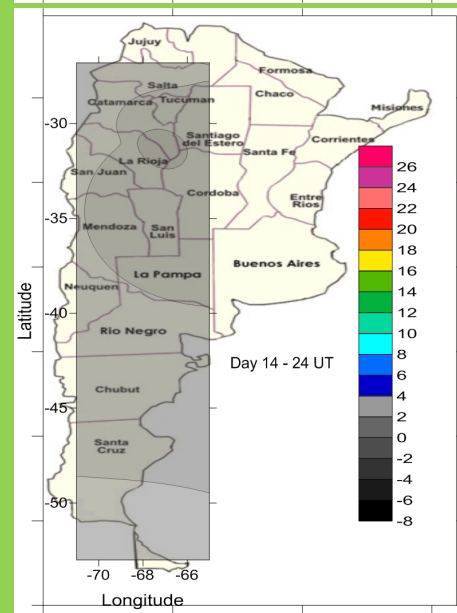 Jujuy
Formosa
Salta
Chaco
Catamarca Tucuman
Misiones
-30
Santiago
del Estero
Corrientes
La Rioja
Santa Fe
San Juan
Cordoba
Entre
Rios
-35
Mendoza
San
Luis
Buenos Aires
La Pampa
Neuquen
-40
Rio Negro
Latitude
Day 14 - 24 UT
Chubut
-45
Santa
Cruz
-50
-70 -68 -66
Longitude
26
24
22
20
18
16
14
12
10
8
6
4
2
0
-2
-4
-6
-8